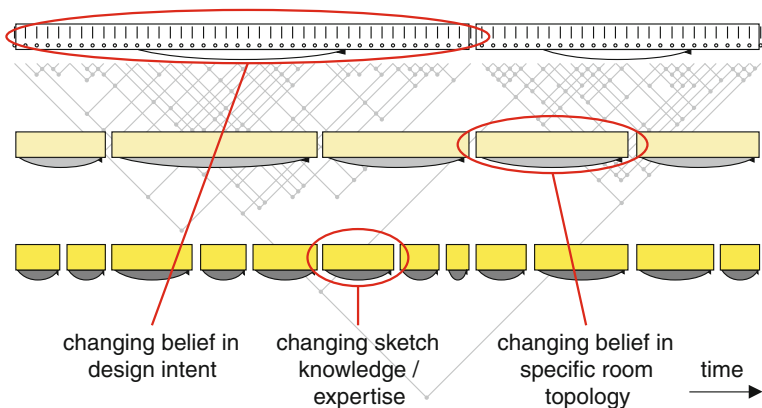 changing belief in
design intent
changing sketch
knowledge /
expertise
changing belief in
specific room
topology
time